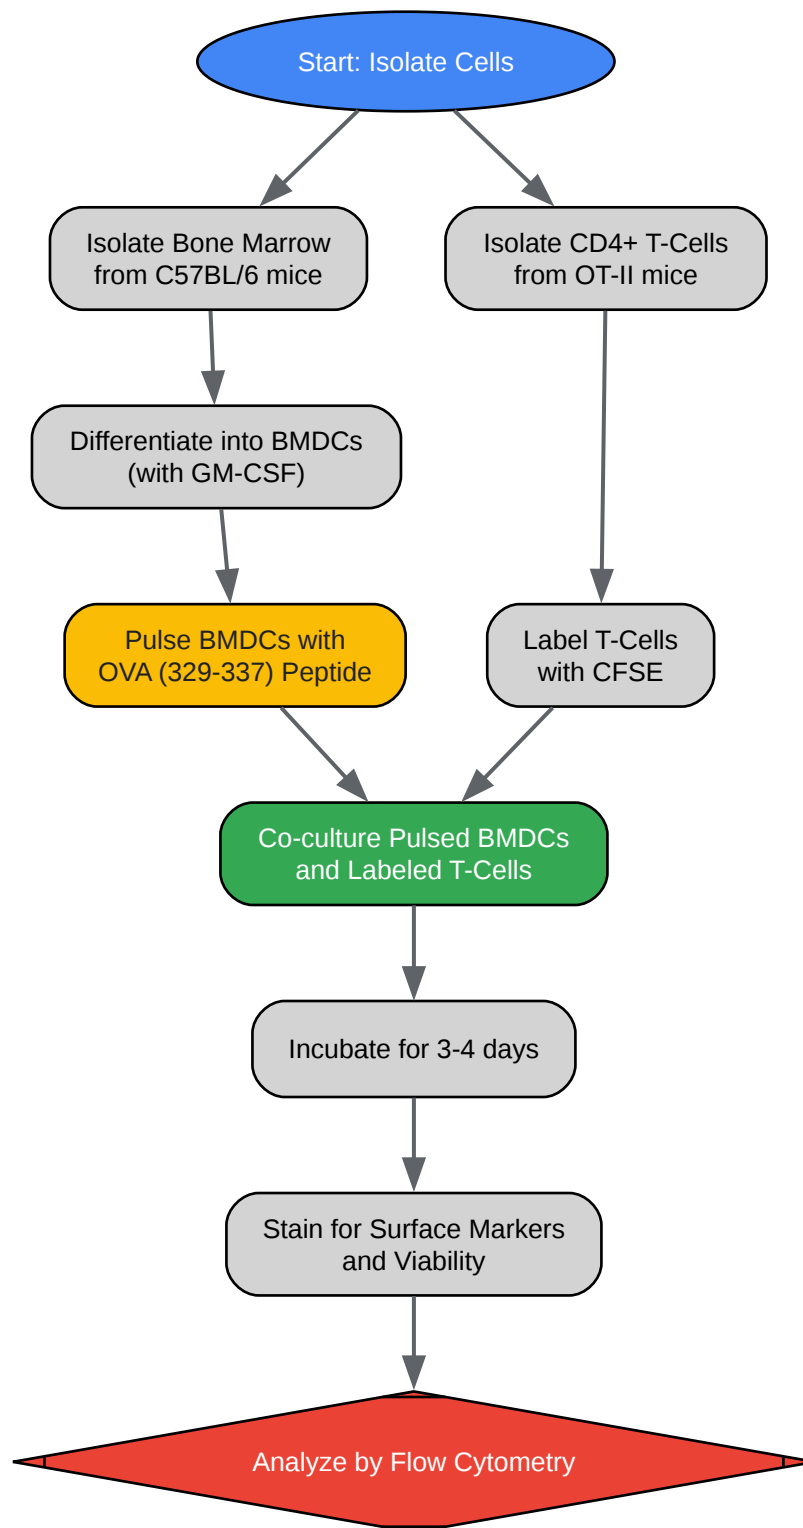 Start: Isolate Cells
Isolate Bone Marrow
from C57BL/6 mice
Isolate CD4+ T-Cells
from OT-II mice
Differentiate into BMDCs
(with GM-CSF)
Pulse BMDCs with
OVA (329-337) Peptide
Label T-Cells
with CFSE
Co-culture Pulsed BMDCs
and Labeled T-Cells
Incubate for 3-4 days
Stain for Surface Markers
and Viability
Analyze by Flow Cytometry